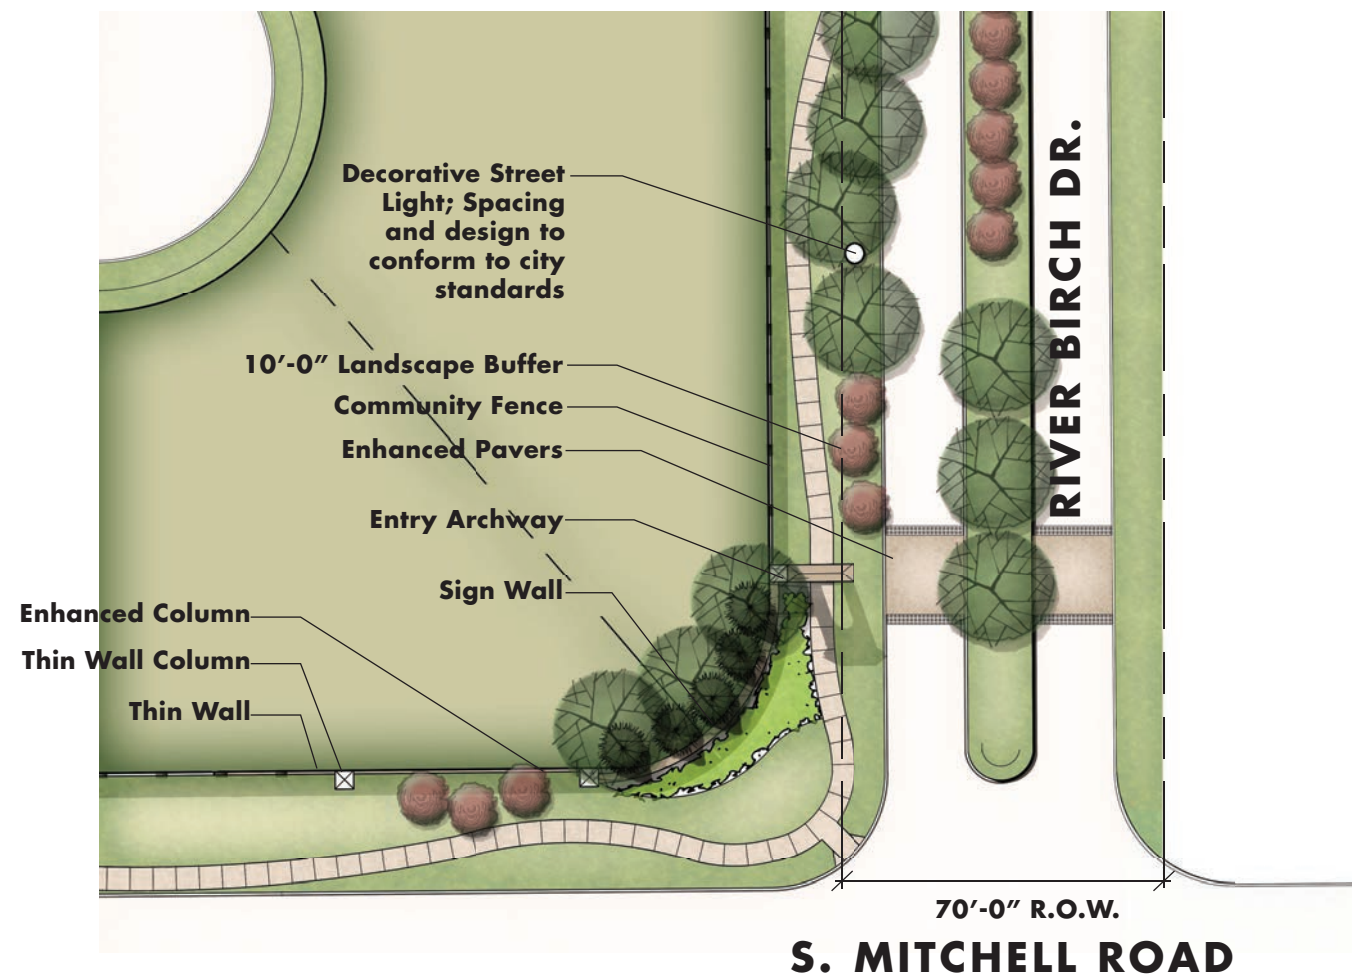 Decorative Street
Light; Spacing
and design to
conform to city
standards
10'-0" Landscape Buffer
Community Fence
Enhanced Pavers
Entry Archway
Sign Wall
Enhanced Column
Thin Wall Column
Thin Wall
RIVER BIRCH DR.
70'-0" R.O.W.
S. MITCHELL ROAD